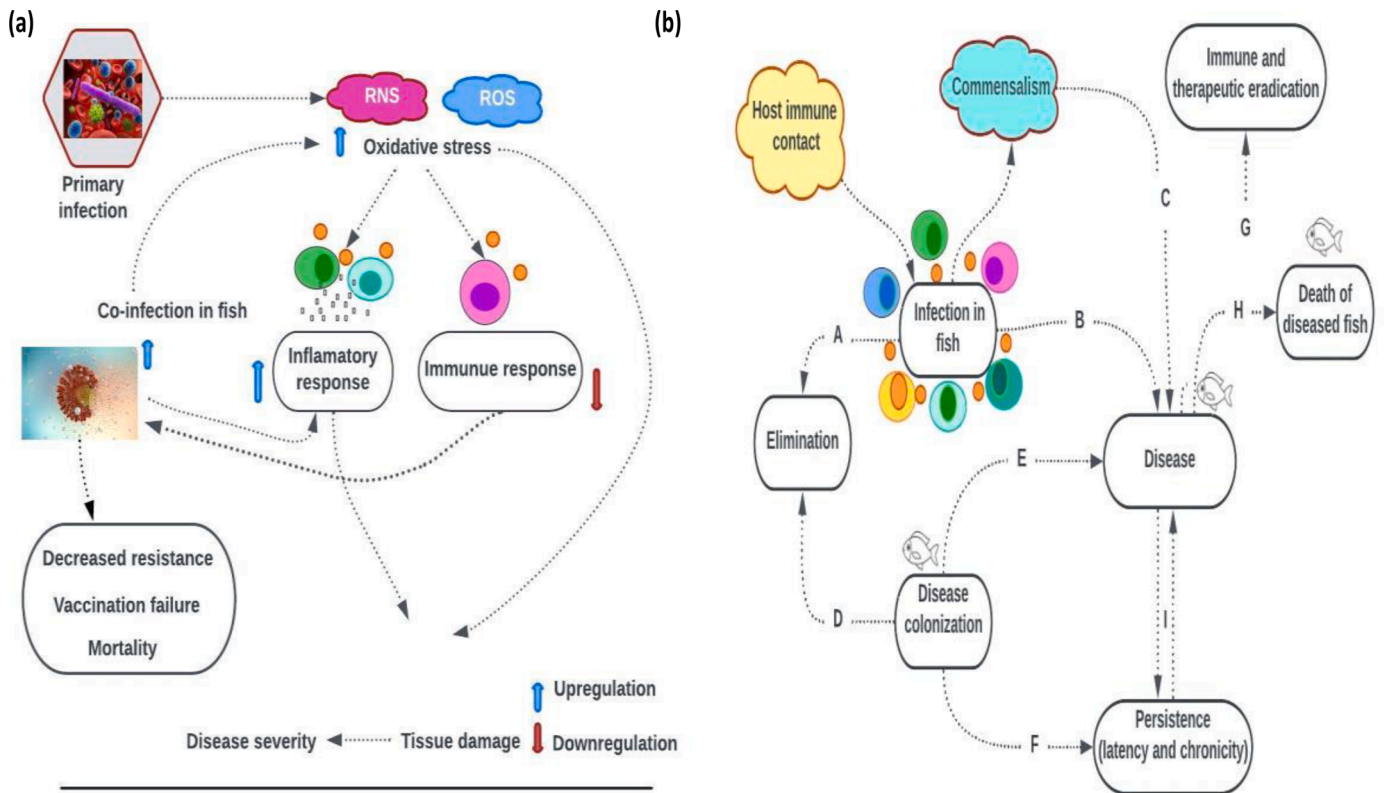 (a)
RNS
ROS
Oxidative stress
Primary
infection
Co-infection in fish
Inflamatory
response
Immunue response
Decreased resistance
Vaccination failure
Mortality
Upregulation
Disease severity
Tissue damage
Downregulation
(b)
Host immune
contact
Commensalism
Immune and
therapeutic eradication
C
G
Infection in
fish
A
B
H
Death of
diseased fish
Elimination
E
Disease
D
Disease
colonization
I
F
Persistence
(latency and chronicity)